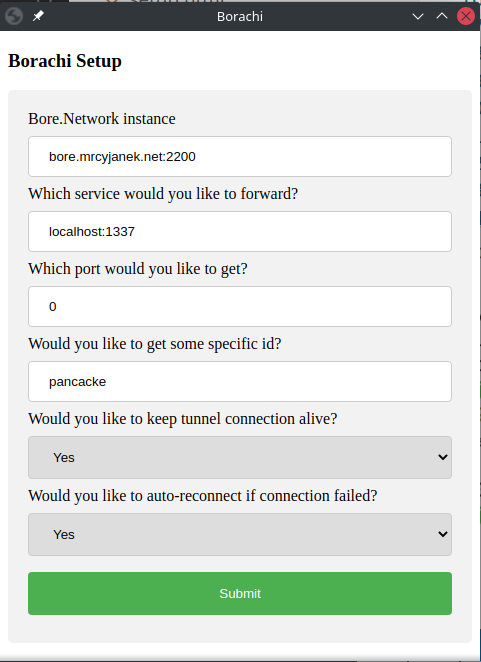 Borachi
Borachi Setup
Bore.Network instance
bore.mrcyjanek.net:2200
Which service would you like to forward?
localhost:1337
Which port would you like to get?
0
Would you like to get some specific id?
pancacke
Would you like to keep tunnel connection alive?
Yes
Would you like to auto-reconnect if connection failed?
Yes
Submit